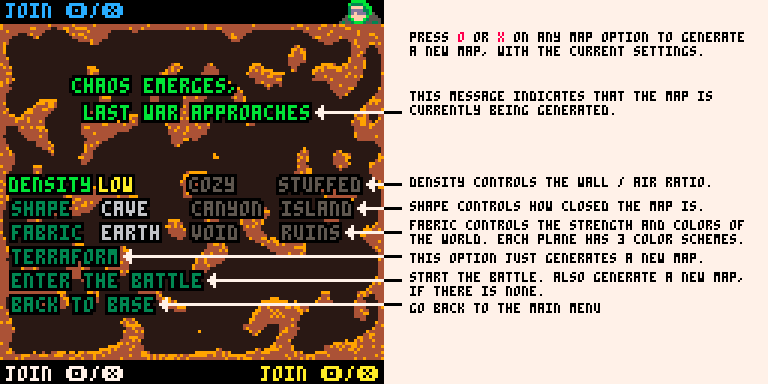 JOIN O/X
PRESS O OR X ON ANY MAP OPTION TO GENERATE
A NEW MAP, WITH THE CURRENT SETTINGS.
CHAOS EMERGES,
LAST WAR APPROACHES
THIS MESSAGE INDICATES THAT THE MAP IS
CURRENTLY BEING GENERATED.
DENSITY LOW COZY STUFFED
DENSITY CONTROLS THE WALL / AIR RATIO.
SHAPE CAVE CANYON ISLAND
SHAPE CONTROLS HOW CLOSED THE MAP IS.
FABRIC EARTH VOID RUINS
FABRIC CONTROLS THE STRENGTH AND COLORS OF
THE WORLD. EACH PLANE HAS 3 COLOR SCHEMES.
TERRAFORM
THIS OPTION JUST GENERATES A NEW MAP.
ENTER THE BATTLE
START THE BATTLE. ALSO GENERATE A NEW MAP,
IF THERE IS NONE.
BACK TO BASE
GO BACK TO THE MAIN MENU
JOIN O/X
JOIN O/X